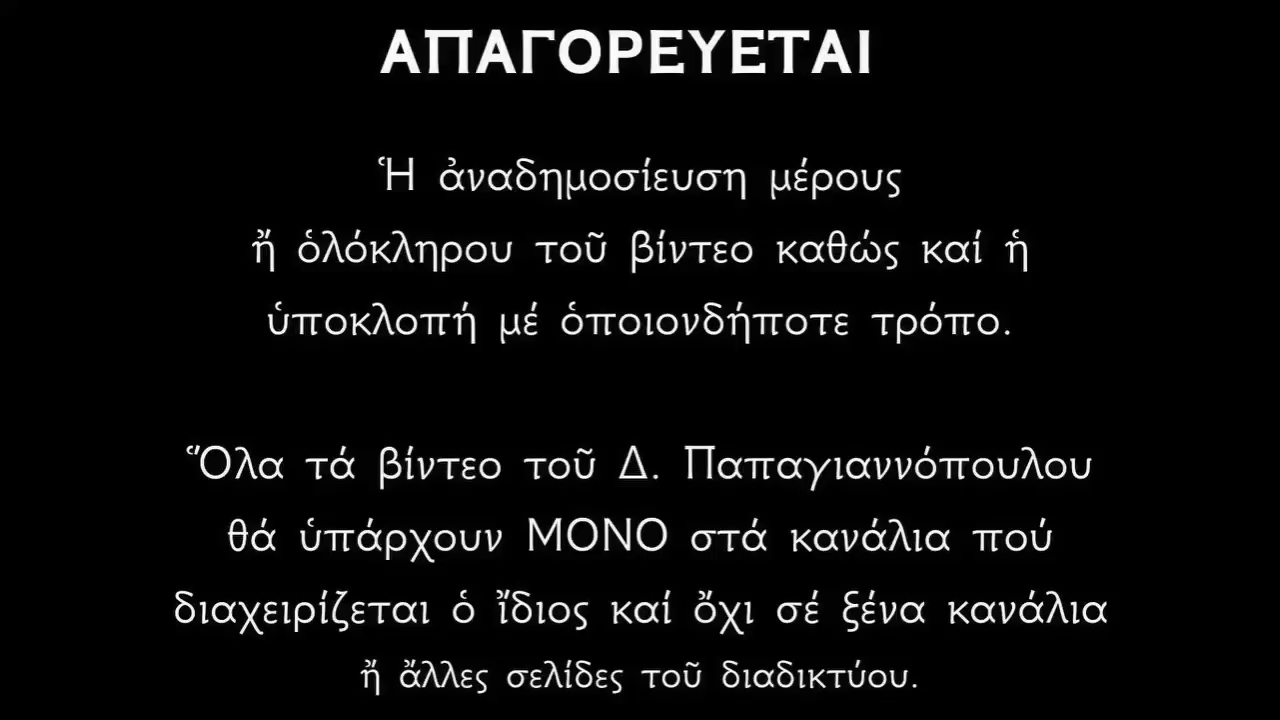 ΑΠΑΓΟΡΕΥΕΤΑΙ
Ἡ ἀναδημοσίευση μέρους
ἤ ὁλόκληρου τοῦ βίντεο καθώς καί ἡ
ὑποκλοπή μέ ὁποιονδήποτε τρόπο.
Ὅλα τά βίντεο τοῦ Δ. Παπαγιαννόπουλου
θά ὑπάρχουν ΜΟΝΟ στά κανάλια πού
διαχειρίζεται ὁ ἴδιος καί ὄχι σέ ξένα κανάλια
ἤ ἄλλες σελίδες τοῦ διαδικτύου.